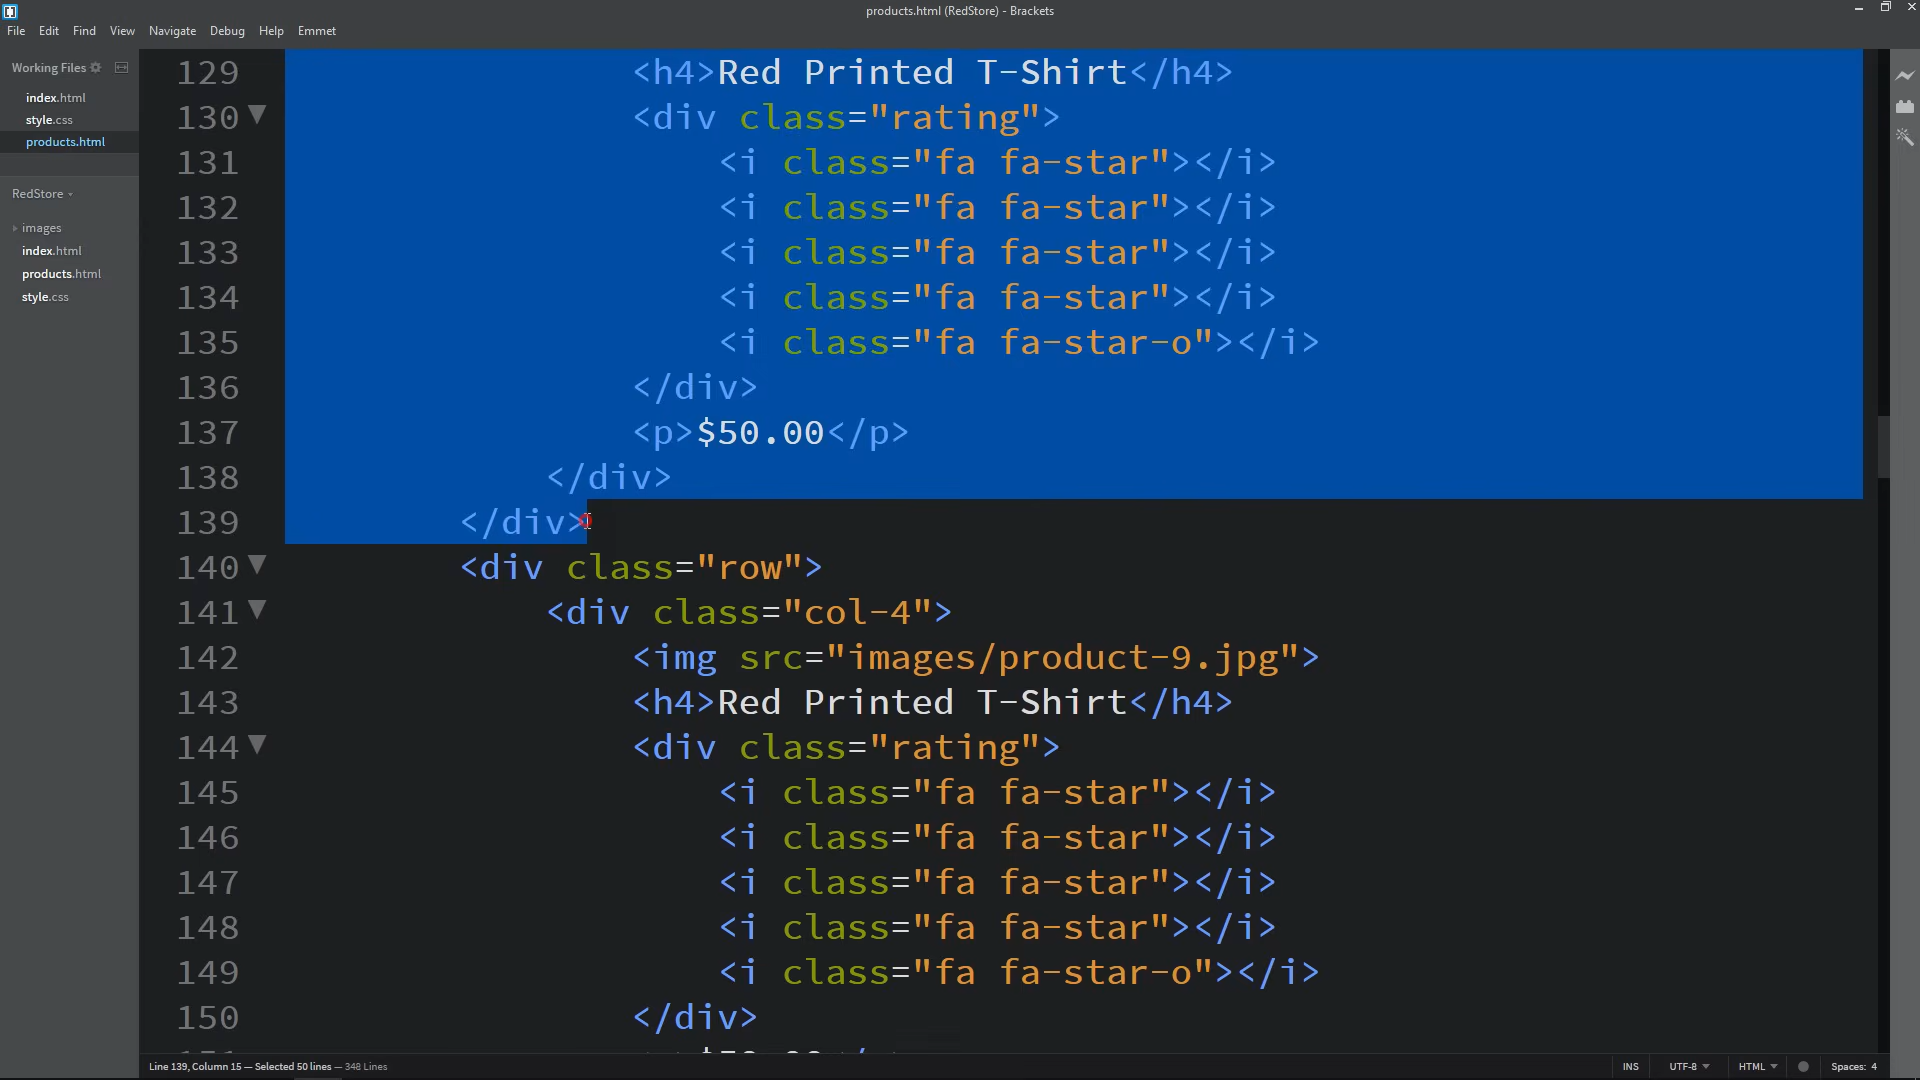 products.html (RedStore) - Brackets
File Edit Find View Navigate Debug Help Emmet
Working Files
index.html
style.css
products.html
RedStore
images
index.html
products.html
style.css
129 <h4>Red Printed T-Shirt</h4>
130 <div class="rating">
131 <i class="fa fa-star"></i>
132 <i class="fa fa-star"></i>
133 <i class="fa fa-star"></i>
134 <i class="fa fa-star"></i>
135 <i class="fa fa-star-o"></i>
136 </div>
137 <p>$50.00</p>
138 </div>
139 </div>
140 <div class="row">
141 <div class="col-4">
142 <img src="images/product-9.jpg">
143 <h4>Red Printed T-Shirt</h4>
144 <div class="rating">
145 <i class="fa fa-star"></i>
146 <i class="fa fa-star"></i>
147 <i class="fa fa-star"></i>
148 <i class="fa fa-star"></i>
149 <i class="fa fa-star-o"></i>
150 </div>
Line 139, Column 15 — Selected 50 lines — 348 Lines
INS UTF-8 HTML Spaces: 4